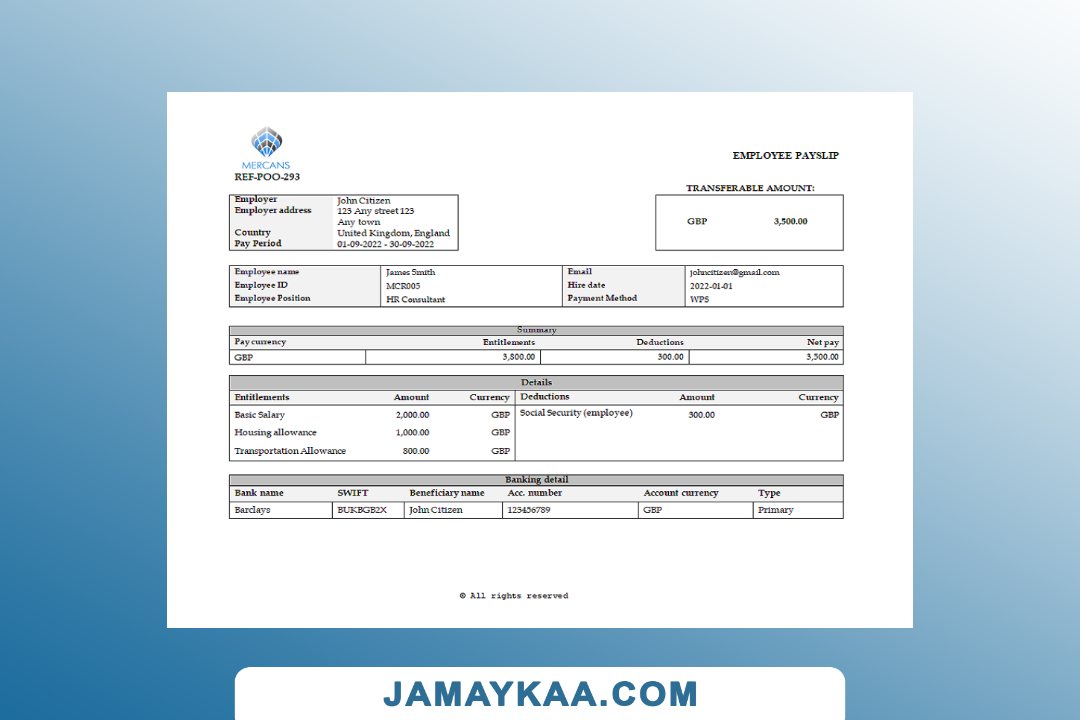 MERCANS
REF-POO-293
EMPLOYEE PAYSLIP
TRANSFERABLE AMOUNT:
GBP 3,500.00
Employer John Citizen
Employer address 123 Any street 123
Any town
Country United Kingdom, England
Pay Period 01-09-2022 - 30-09-2022
Employee name James Smith Email johncitizen@gmail.com
Employee ID MCR005 Hire date 2022-01-01
Employee Position HR Consultant Payment Method WPS
Summary
Pay currency Entitlements Deductions Net pay
GBP 3,800.00 300.00 3,500.00
Details
Entitlements Amount Currency Deductions Amount Currency
Basic Salary 2,000.00 GBP Social Security (employee) 300.00 GBP
Housing allowance 1,000.00 GBP
Transportation Allowance 800.00 GBP
Banking detail
Bank name SWIFT Beneficiary name Acc. number Account currency Type
Barclays BUKBGB2X John Citizen 123456789 GBP Primary
© All rights reserved
JAMAYKAA.COM